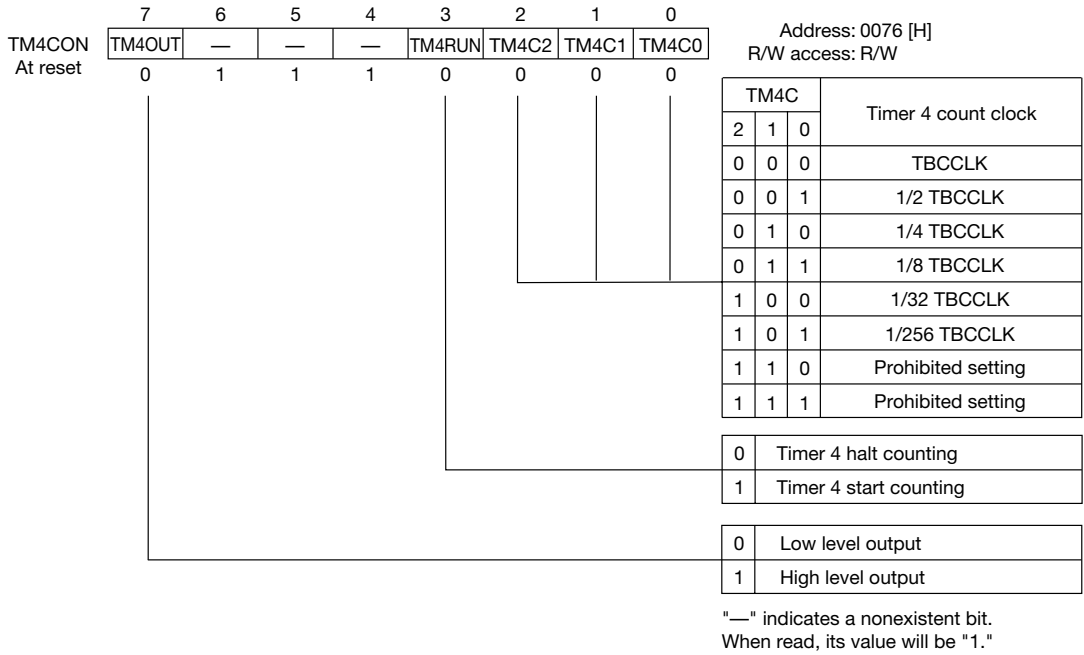 7 6 5 4 3 2 1 0
TM4CON TM4OUT — — — TM4RUN TM4C2 TM4C1 TM4C0
At reset 0 1 1 1 0 0 0 0
Address: 0076 [H]
R/W access: R/W
TM4C Timer 4 count clock
2 1 0
0 0 0 TBCCLK
0 0 1 1/2 TBCCLK
0 1 0 1/4 TBCCLK
0 1 1 1/8 TBCCLK
1 0 0 1/32 TBCCLK
1 0 1 1/256 TBCCLK
1 1 0 Prohibited setting
1 1 1 Prohibited setting
0 Timer 4 halt counting
1 Timer 4 start counting
0 Low level output
1 High level output
"—" indicates a nonexistent bit.
When read, its value will be "1."